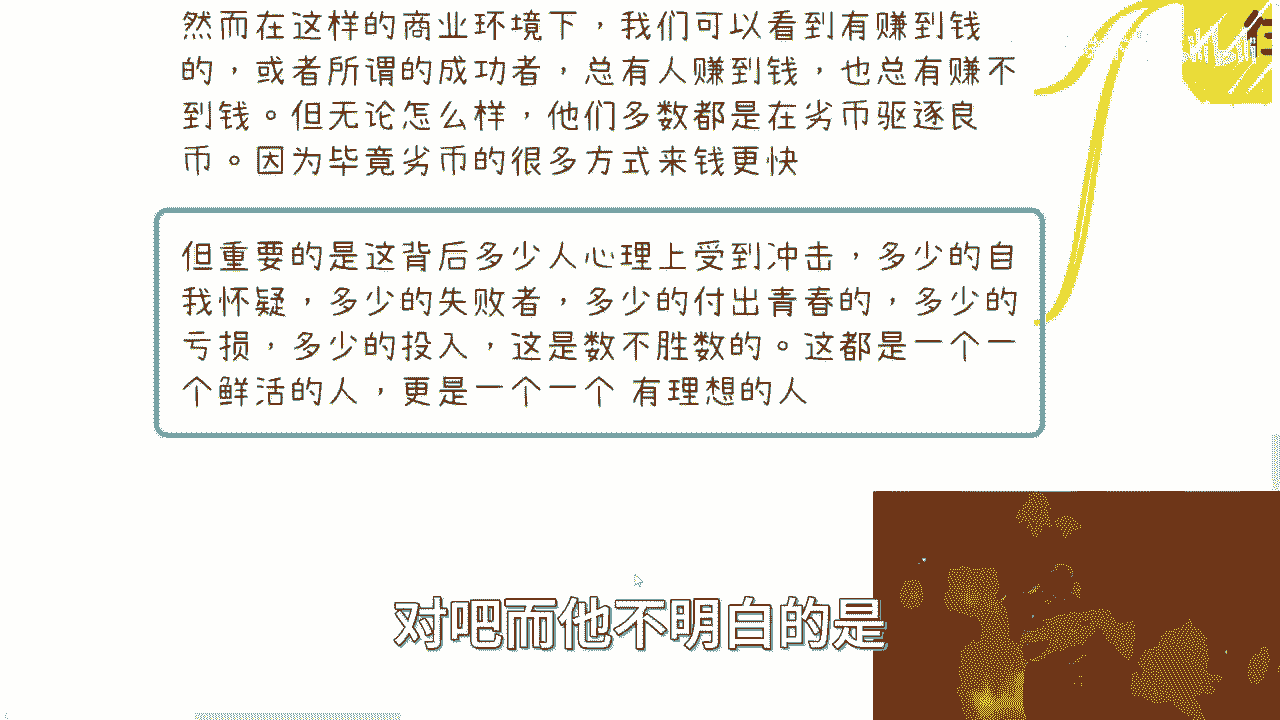 然而在这样的商业环境下，我们可以看到有赚到钱
的，或者所谓的成功者，总有人赚到钱，也总有赚不
到钱。但无论怎么样，他们多数都是在劣币驱逐良
币。因为毕竟劣币的很多方式来钱更快
但重要的是这背后多少人心理上受到冲击，多少的自
我怀疑，多少的失败者，多少的付出青春的，多少的
亏损，多少的投入，这是数不胜数的。这都是一个一
个鲜活的人，更是一个一个 有理想的人
对吧而他不明白的是